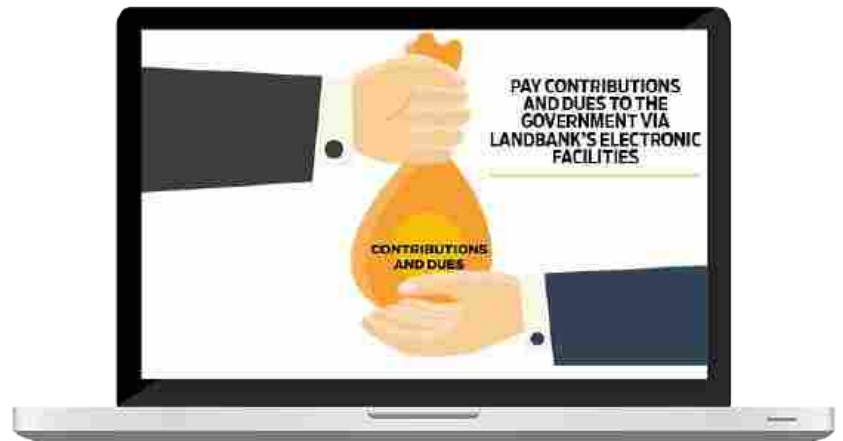 PAY CONTRIBUTIONS
AND DUES TO THE
GOVERNMENT VIA
LANDBANK'S ELECTRONIC
FACILITIES
CONTRIBUTIONS
AND DUES